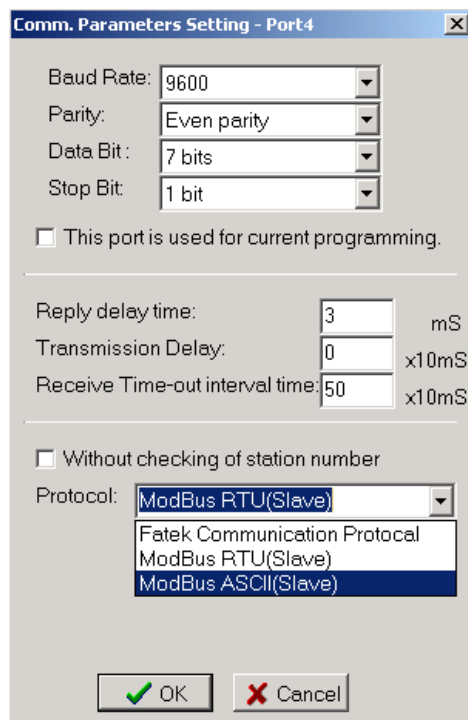 Comm. Parameters Setting - Port4
Baud Rate: 9600
Parity: Even parity
Data Bit : 7 bits
Stop Bit: 1 bit
This port is used for current programming.
Reply delay time: 3 mS
Transmission Delay: 0 x10mS
Receive Time-out interval time: 50 x10mS
Without checking of station number
Protocol: ModBus RTU(Slave)
Fatek Communication Protocal
ModBus RTU(Slave)
ModBus ASCII(Slave)
OK Cancel